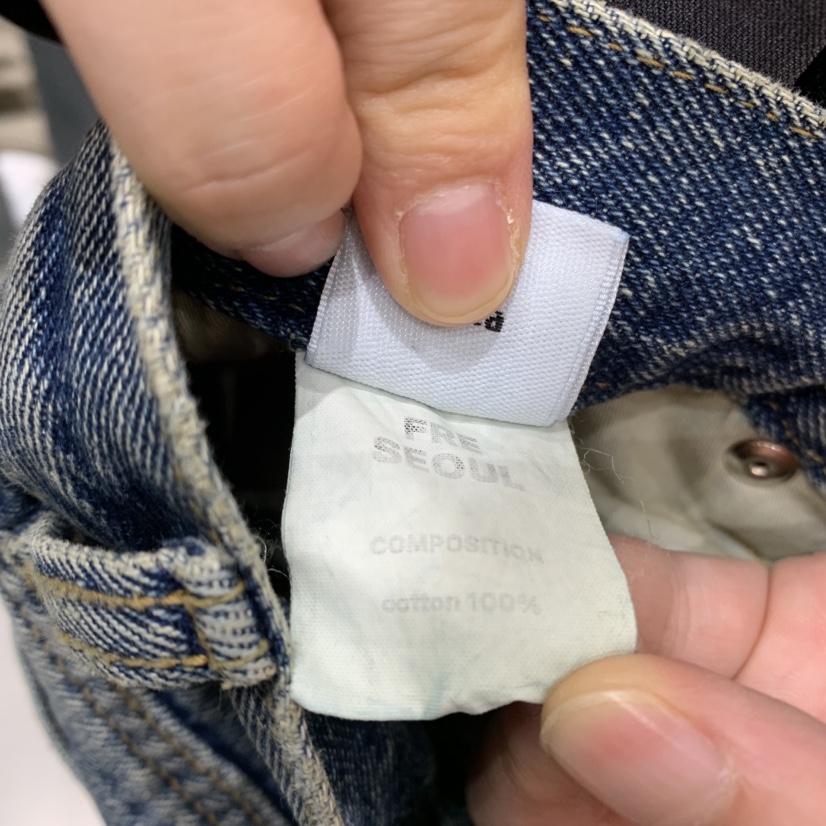 FRE
SEOUL
COMPOSITION
cotton 100%